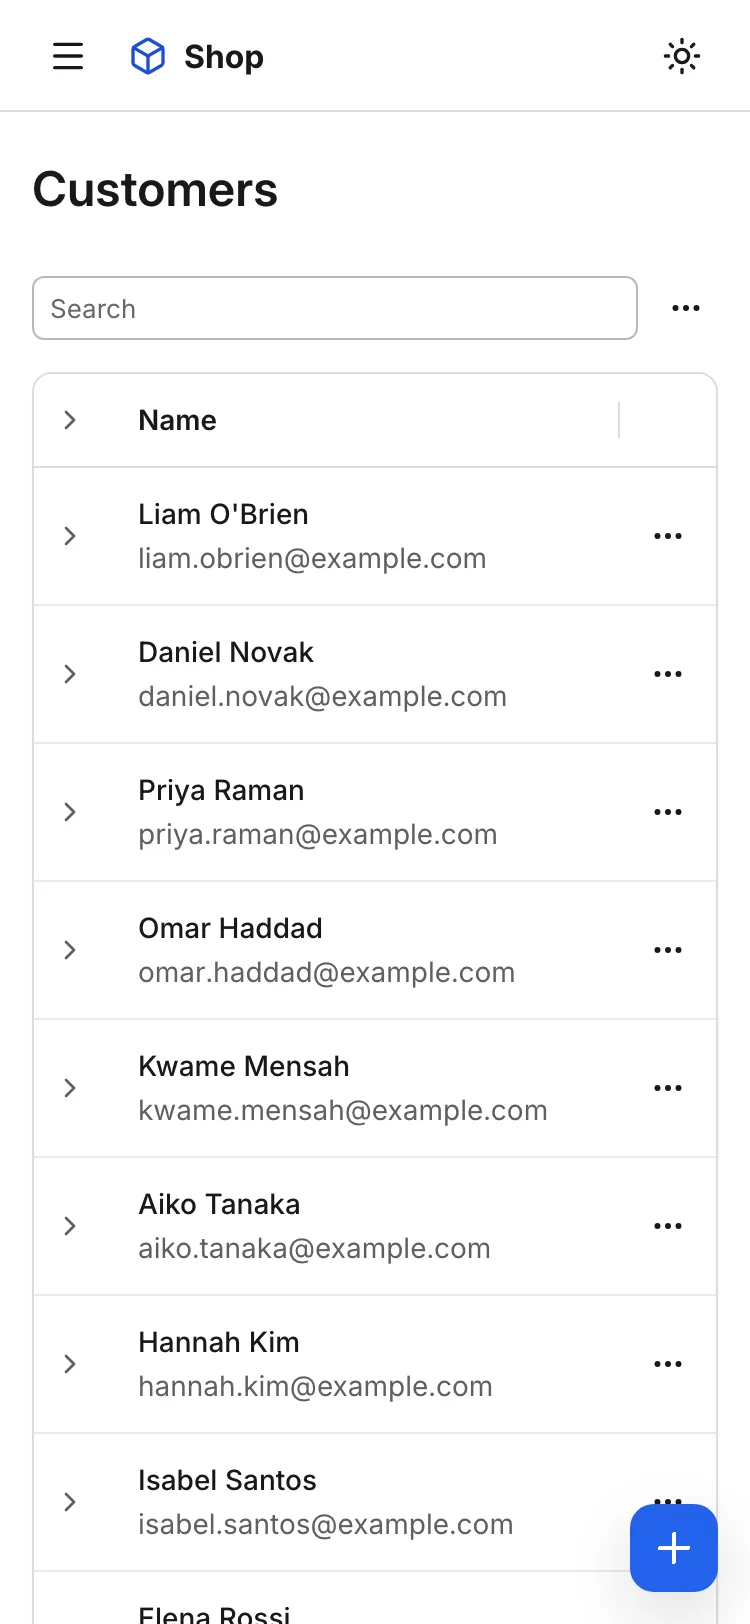 Shop
Customers
Search
Name
Liam O'Brien
liam.obrien@example.com
Daniel Novak
daniel.novak@example.com
Priya Raman
priya.raman@example.com
Omar Haddad
omar.haddad@example.com
Kwame Mensah
kwame.mensah@example.com
Aiko Tanaka
aiko.tanaka@example.com
Hannah Kim
hannah.kim@example.com
Isabel Santos
isabel.santos@example.com
Elena Rossi